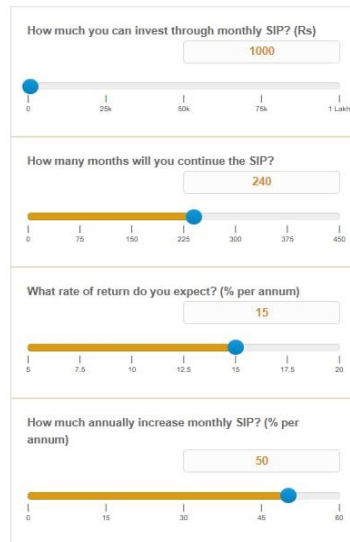 How much you can invest through monthly SIP? (Rs)
1000
0 25k 50k 75k 1 Lakh
How many months will you continue the SIP?
240
0 75 150 225 300 375 450
What rate of return do you expect? (% per annum)
15
5 7.5 10 12.5 15 17.5 20
How much annually increase monthly SIP? (% per
annum)
50
0 15 30 45 60